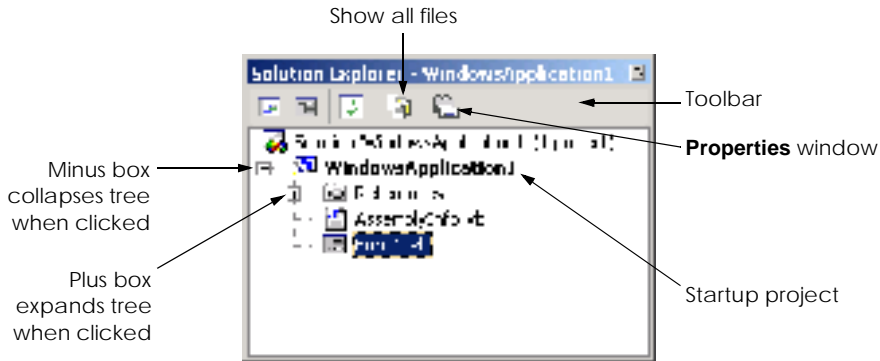 Show all files
Solution Explorer - WindowsApplication1
Toolbar
Properties window
Minus box
collapses tree
when clicked
WindowsApplication1
AssemblyInfo.vb
Plus box
expands tree
when clicked
Startup project